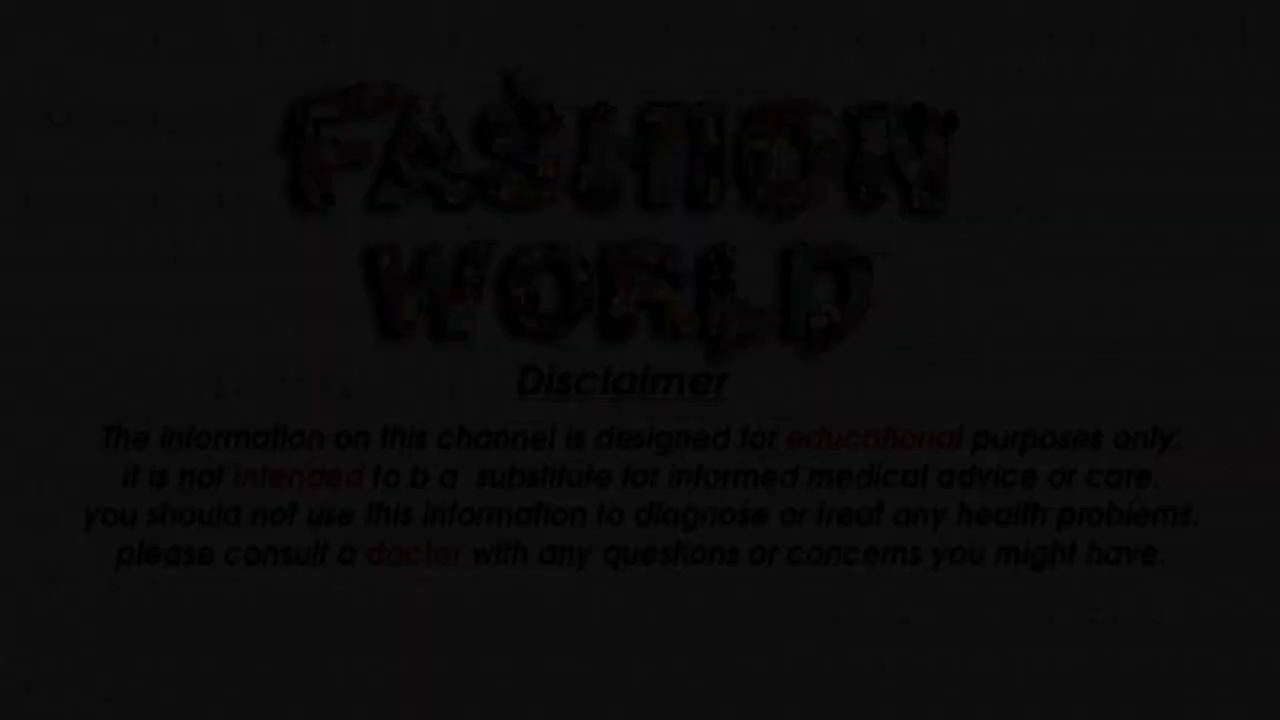 FASHION
WORLD
Disclaimer
The information on this channel is designed for educational purposes only.
it is not intended to b a substitute for informed medical advice or care.
you should not use this information to diagnose or treat any health problems.
please consult a doctor with any questions or concerns you might have.